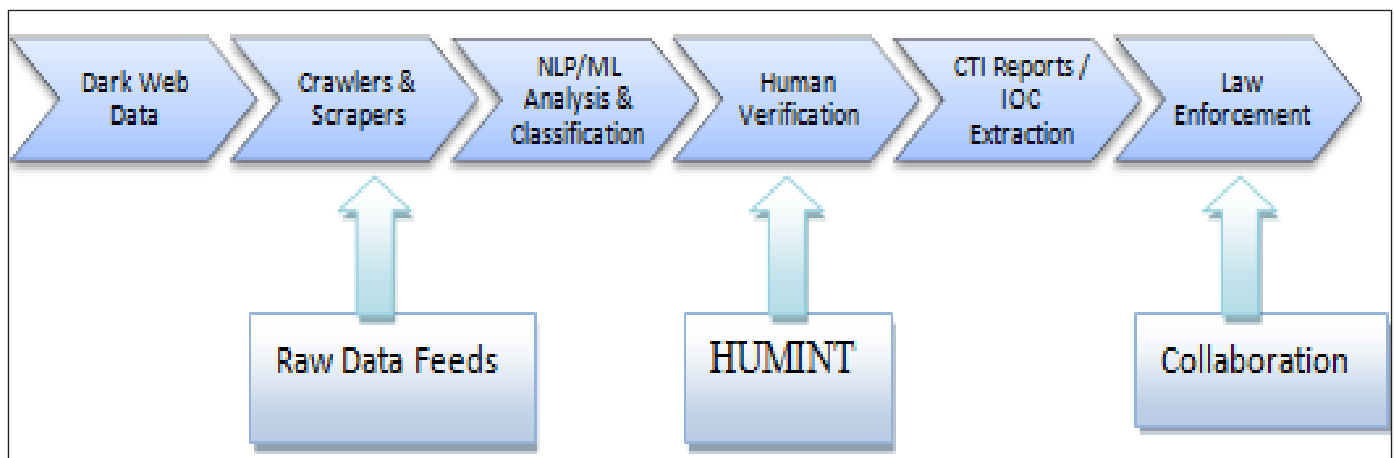 Dark Web
Data
Crawlers &
Scrapers
NLP/ML
Analysis &
Classification
Human
Verification
CTI Reports /
IOC
Extraction
Law
Enforcement
Raw Data Feeds
HUMINT
Collaboration